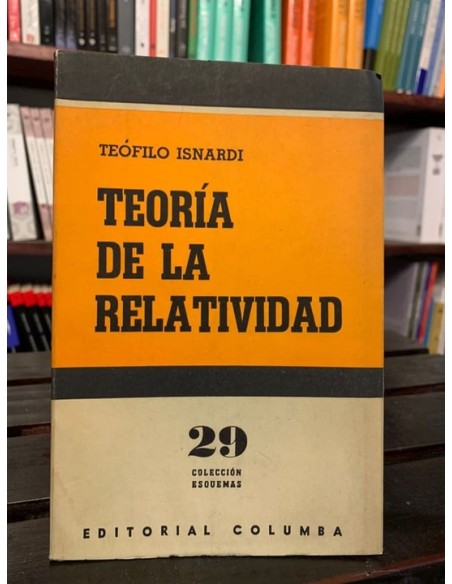 TEÓFILO ISNARDI
TEORÍA
DE LA
RELATIVIDAD
29
COLECCIÓN
ESQUEMAS
EDITORIAL COLUMBA